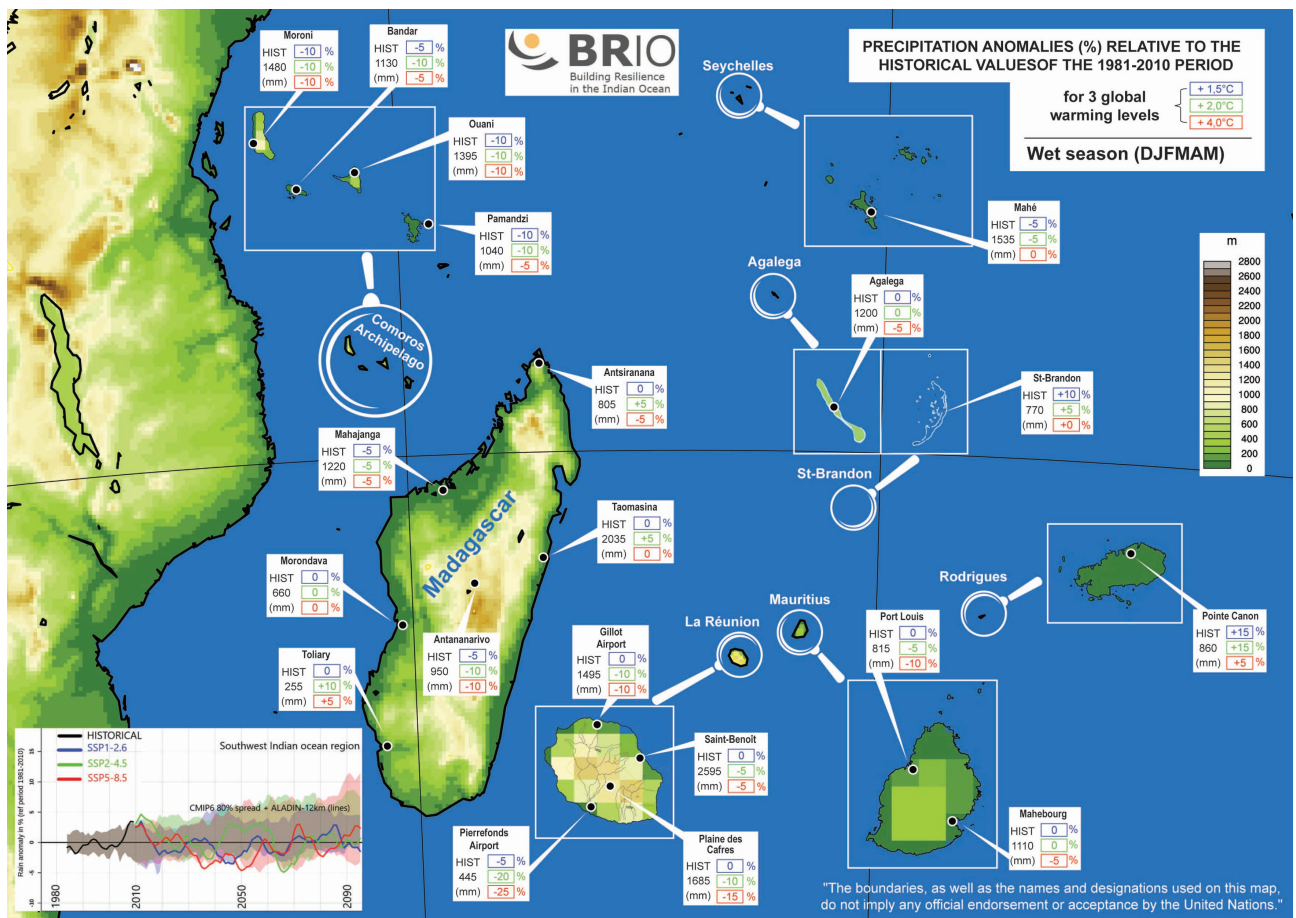 Moroni
HIST -10 %
1480 -10 %
(mm) -10 %
Bandar
HIST -5 %
1130 -10 %
(mm) -5 %
BRIO
Building Resilience
in the Indian Ocean
Seychelles
PRECIPITATION ANOMALIES (%) RELATIVE TO THE
HISTORICAL VALUESOF THE 1981-2010 PERIOD
for 3 global
warming levels
+ 1,5°C
+ 2,0°C
+ 4,0°C
Wet season (DJFMAM)
Ouani
HIST -10 %
1395 -10 %
(mm) -10 %
Pamandzi
HIST -10 %
1040 -10 %
(mm) -5 %
Mahé
HIST -5 %
1535 -5 %
(mm) 0 %
m
2800
2600
2400
2200
2000
1800
1600
1400
1200
1000
800
600
400
200
0
Agalega
Agalega
HIST 0 %
1200 0 %
(mm) -5 %
Comoros
Archipelago
Antsiranana
HIST 0 %
805 +5 %
(mm) -5 %
St-Brandon
HIST +10 %
770 +5 %
(mm) +0 %
Mahajanga
HIST -5 %
1220 -5 %
(mm) -5 %
St-Brandon
Madagascar
Taomasina
HIST 0 %
2035 +5 %
(mm) 0 %
Morondava
HIST 0 %
660 0 %
(mm) 0 %
Rodrigues
Mauritius
La Réunion
Port Louis
HIST 0 %
815 -5 %
(mm) -10 %
Pointe Canon
HIST +15 %
860 +15 %
(mm) +5 %
Antananarivo
HIST -5 %
950 -10 %
(mm) -10 %
Gillot
Airport
HIST 0 %
1495 -10 %
(mm) -10 %
Toliary
HIST 0 %
255 +10 %
(mm) +5 %
Saint-Benoît
HIST 0 %
2595 -5 %
(mm) -5 %
Mahebourg
HIST 0 %
1110 0 %
(mm) -5 %
Pierrefonds
Airport
HIST -5 %
445 -20 %
(mm) -25 %
Plaine des
Cafres
HIST 0 %
1685 -10 %
(mm) -15 %
HISTORICAL
SSP1-2.6
SSP2-4.5
SSP5-8.5
Southwest Indian ocean region
CMIP6 80% spread + ALADIN-12km (lines)
Rain anomaly in % (ref period 1981-2010)
15
10
5
0
-5
-10
1980
2010
2050
2090
"The boundaries, as well as the names and designations used on this map,
do not imply any official endorsement or acceptance by the United Nations."